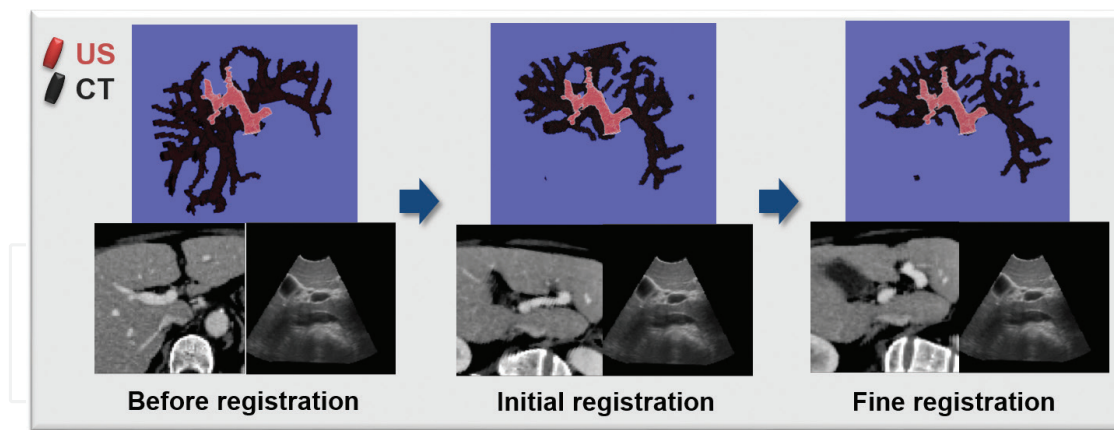 US
CT
Before registration
Initial registration
Fine registration